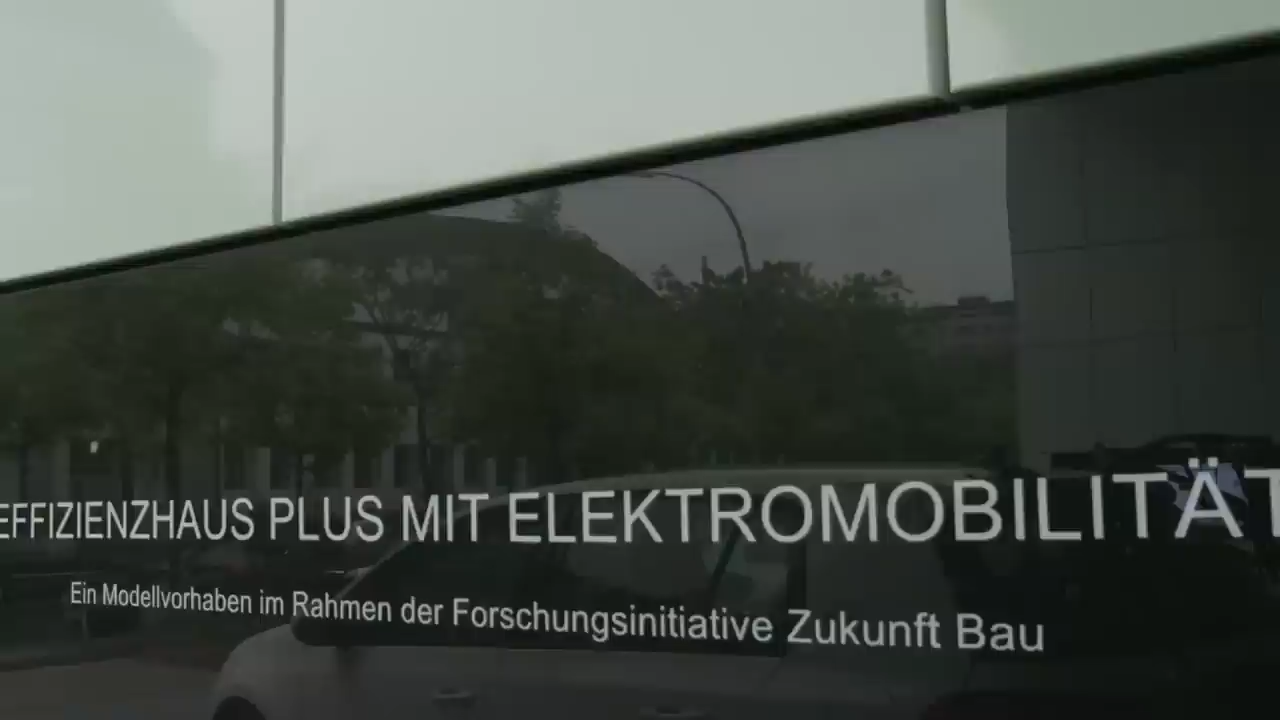 EFFIZIENZHAUS PLUS MIT ELEKTROMOBILITÄT
Ein Modellvorhaben im Rahmen der Forschungsinitiative Zukunft Bau